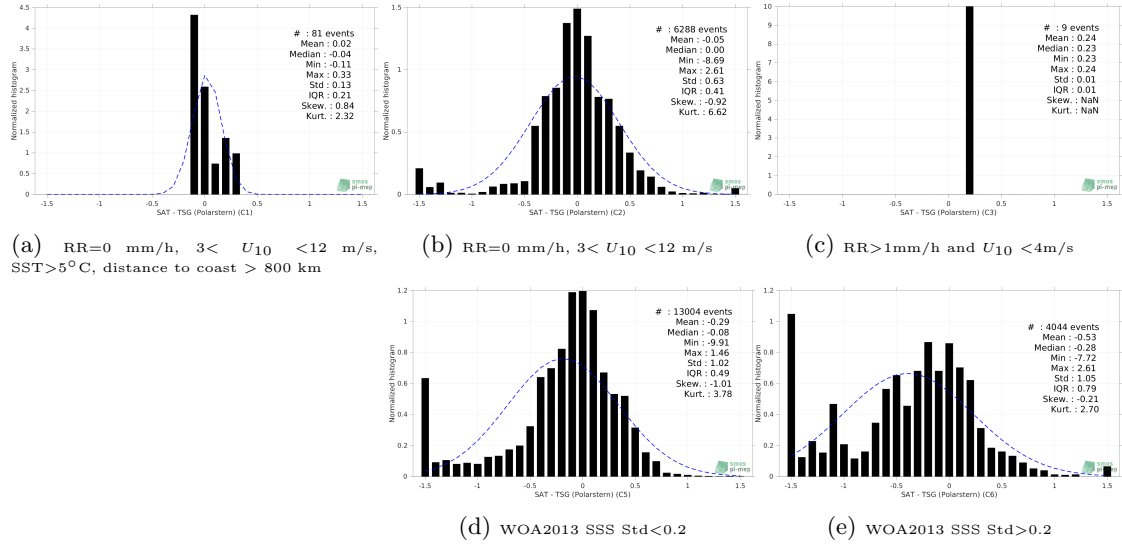 4.5
4
3.5
3
2.5
2
1.5
1
0.5
0
Normalized histogram
-1.5 -1 -0.5 0 0.5 1 1.5
SAT - TSG (Polarstern) (C1)
# : 81 events
Mean : 0.02
Median : -0.04
Min : -0.11
Max : 0.33
Std : 0.13
IQR : 0.21
Skew. : 0.84
Kurt. : 2.32
smos
pi-mep
(a) RR=0 mm/h, 3< U10 <12 m/s,
SST>5°C, distance to coast > 800 km
1.5
1
0.5
0
Normalized histogram
-1.5 -1 -0.5 0 0.5 1 1.5
SAT - TSG (Polarstern) (C2)
# : 6288 events
Mean : -0.05
Median : 0.00
Min : -8.69
Max : 2.61
Std : 0.63
IQR : 0.41
Skew. : -0.92
Kurt. : 6.62
smos
pi-mep
(b) RR=0 mm/h, 3< U10 <12 m/s
10
9
8
7
6
5
4
3
2
1
0
Normalized histogram
-1.5 -1 -0.5 0 0.5 1 1.5
SAT - TSG (Polarstern) (C3)
# : 9 events
Mean : 0.24
Median : 0.23
Min : 0.23
Max : 0.24
Std : 0.01
IQR : 0.01
Skew. : NaN
Kurt. : NaN
smos
pi-mep
(c) RR>1mm/h and U10 <4m/s
1.2
1
0.8
0.6
0.4
0.2
0
Normalized histogram
-1.5 -1 -0.5 0 0.5 1 1.5
SAT - TSG (Polarstern) (C5)
# : 13004 events
Mean : -0.29
Median : -0.08
Min : -9.91
Max : 1.46
Std : 1.02
IQR : 0.49
Skew. : -1.01
Kurt. : 3.78
smos
pi-mep
(d) WOA2013 SSS Std<0.2
1.2
1
0.8
0.6
0.4
0.2
0
Normalized histogram
-1.5 -1 -0.5 0 0.5 1 1.5
SAT - TSG (Polarstern) (C6)
# : 4044 events
Mean : -0.53
Median : -0.28
Min : -7.72
Max : 2.61
Std : 1.05
IQR : 0.79
Skew. : -0.21
Kurt. : 2.70
smos
pi-mep
(e) WOA2013 SSS Std>0.2